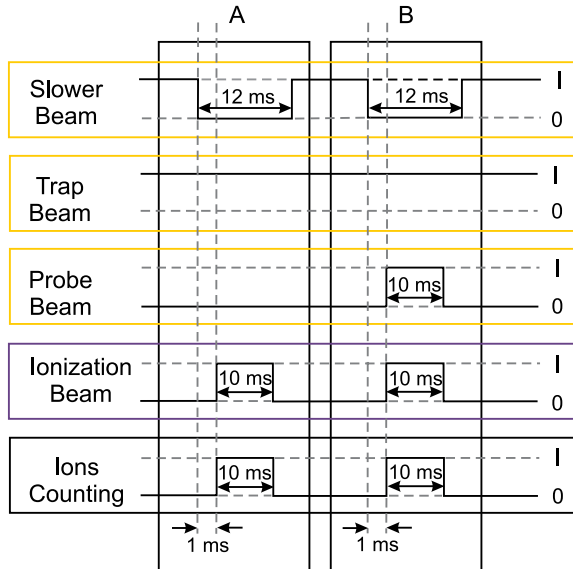 A B
Slower
Beam
12 ms 12 ms
I
0
Trap
Beam
I
0
Probe
Beam
10 ms
I
0
Ionization
Beam
10 ms 10 ms
I
0
Ions
Counting
10 ms 10 ms
I
0
1 ms 1 ms